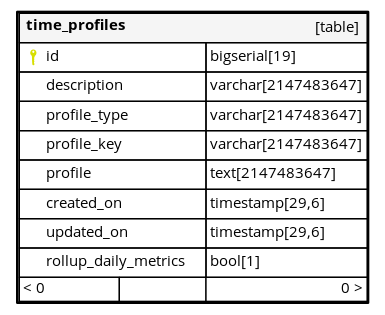 time_profiles [table]
id bigserial[19]
description varchar[2147483647]
profile_type varchar[2147483647]
profile_key varchar[2147483647]
profile text[2147483647]
created_on timestamp[29,6]
updated_on timestamp[29,6]
rollup_daily_metrics bool[1]
< 0 0 >